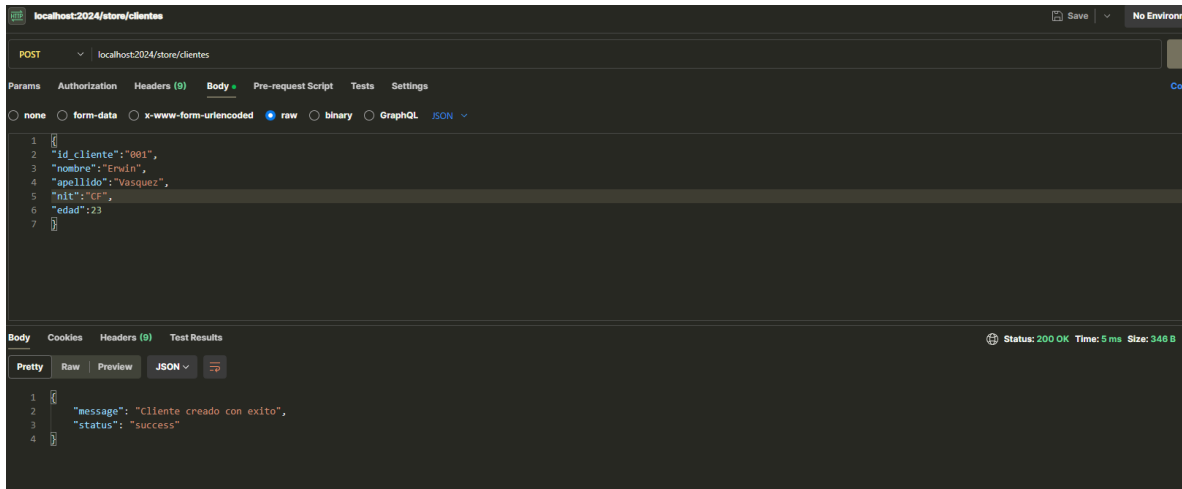 HTTP localhost:2024/store/clientes Save No Environm
POST localhost:2024/store/clientes
Params Authorization Headers (9) Body Pre-request Script Tests Settings Co
none form-data x-www-form-urlencoded raw binary GraphQL JSON
1 {
2 "id_cliente":"001",
3 "nombre":"Erwin",
4 "apellido":"Vasquez",
5 "nit":"CF",
6 "edad":23
7 }
Body Cookies Headers (9) Test Results Status: 200 OK Time: 5 ms Size: 346 B
Pretty Raw Preview JSON
1 {
2 "message": "Cliente creado con exito",
3 "status": "success"
4 }